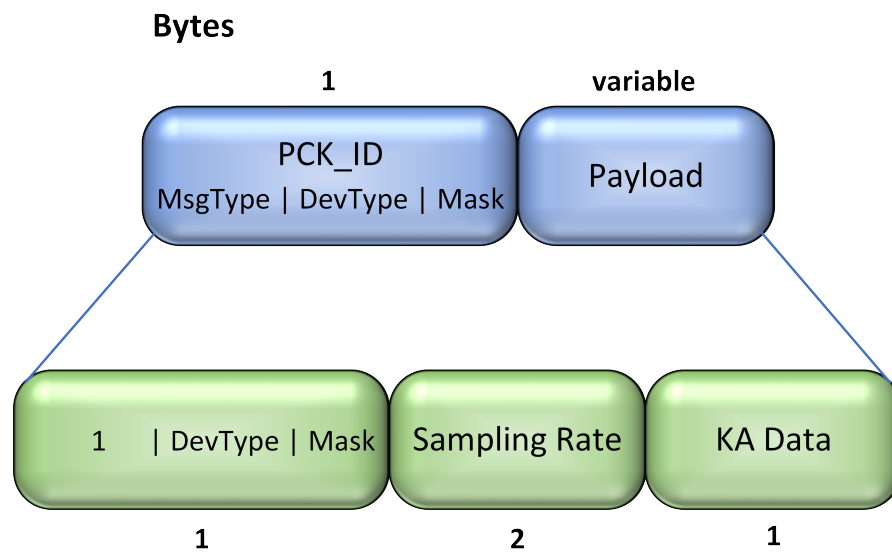 Bytes
1 variable
PCK_ID
MsgType | DevType | Mask
Payload
1 | DevType | Mask
Sampling Rate
KA Data
1 2 1